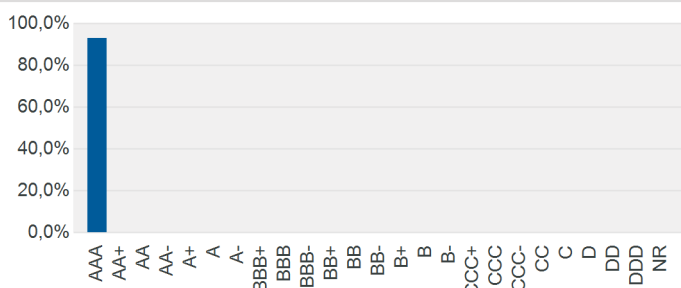 100,0%
80,0%
60,0%
40,0%
20,0%
0,0%
AAA
AA+
AA
AA-
A+
A
A-
BBB+
BBB
BBB-
BB+
BB
BB-
B+
B
B-
CCC+
CCC
CCC-
CC
C
D
DD
DDD
NR